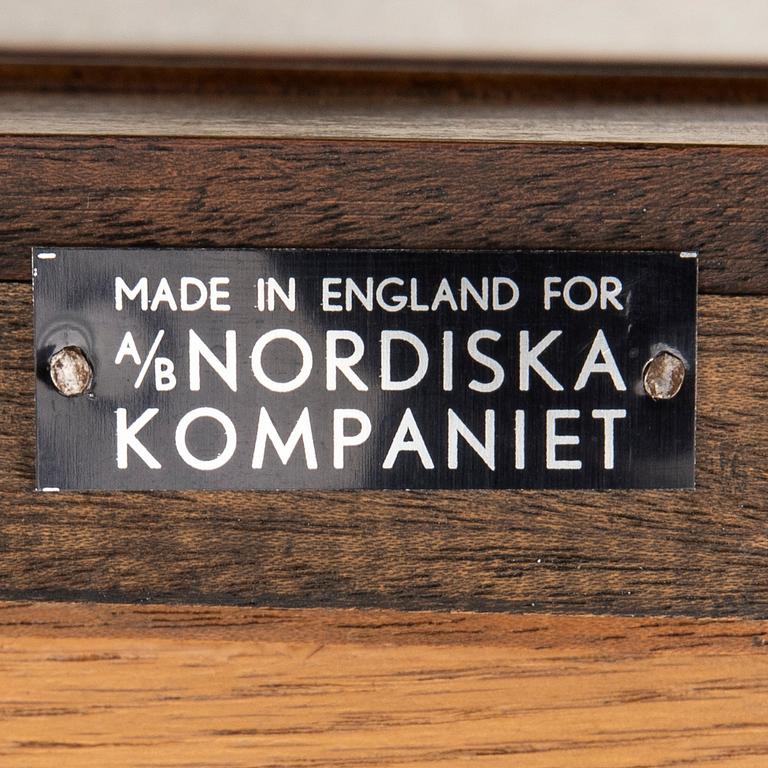 MADE IN ENGLAND FOR
A/B NORDISKA
KOMPANIET